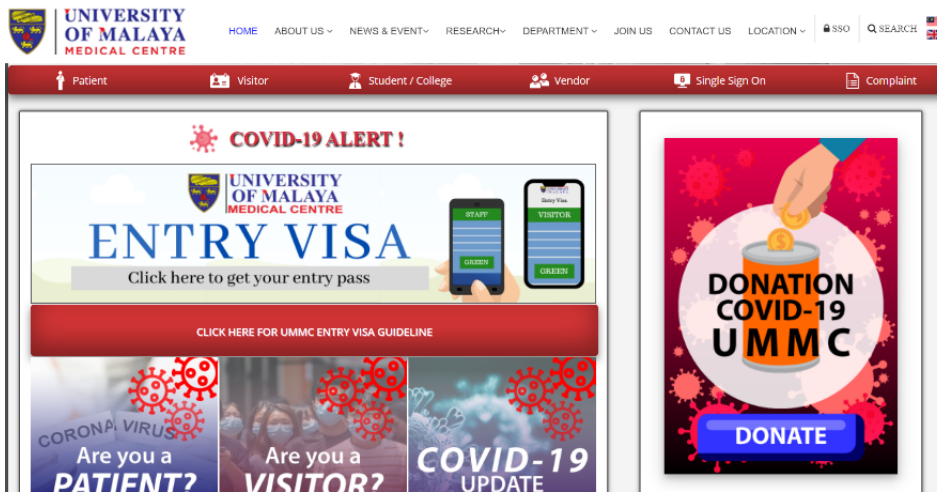 UNIVERSITY
OF MALAYA
MEDICAL CENTRE
HOME ABOUT US NEWS & EVENT RESEARCH DEPARTMENT JOIN US CONTACT US LOCATION SSO SEARCH
Patient Visitor Student / College Vendor Single Sign On Complaint
COVID-19 ALERT !
UNIVERSITY
OF MALAYA
MEDICAL CENTRE
ENTRY VISA
Click here to get your entry pass
STAFF
GREEN
Entry Visa
VISITOR
GREEN
CLICK HERE FOR UMMC ENTRY VISA GUIDELINE
CORONA VIRUS
Are you a
PATIENT?
Are you a
VISITOR?
COVID-19
UPDATE
DONATION
COVID-19
UMMC
DONATE